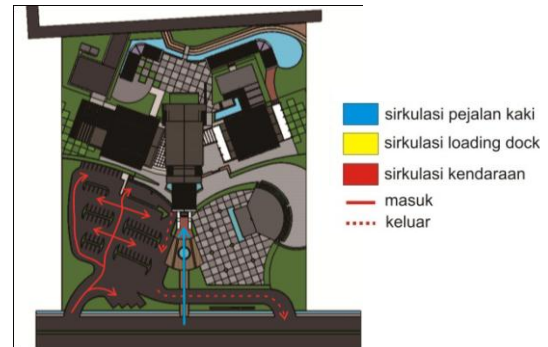 sirkulasi pejalan kaki
sirkulasi loading dock
sirkulasi kendaraan
masuk
keluar